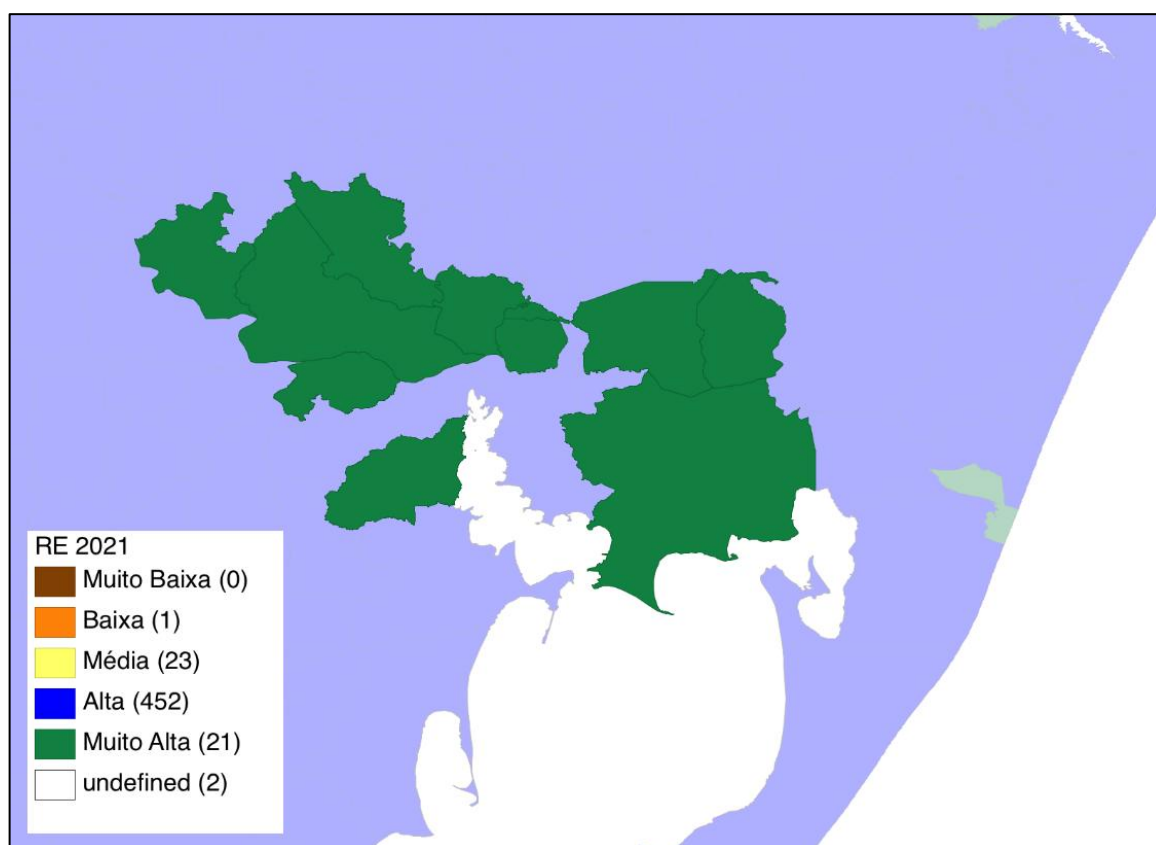 RE 2021
Muito Baixa (0)
Baixa (1)
Média (23)
Alta (452)
Muito Alta (21)
undefined (2)